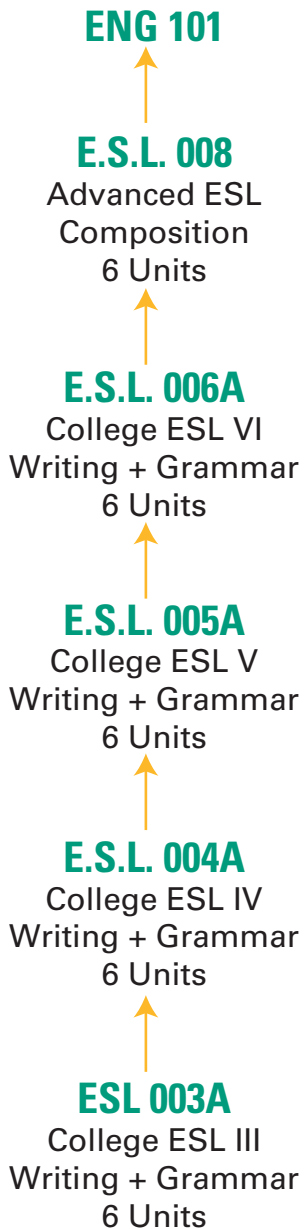 ENG 101
E.S.L. 008
Advanced ESL
Composition
6 Units
E.S.L. 006A
College ESL VI
Writing + Grammar
6 Units
E.S.L. 005A
College ESL V
Writing + Grammar
6 Units
E.S.L. 004A
College ESL IV
Writing + Grammar
6 Units
ESL 003A
College ESL III
Writing + Grammar
6 Units